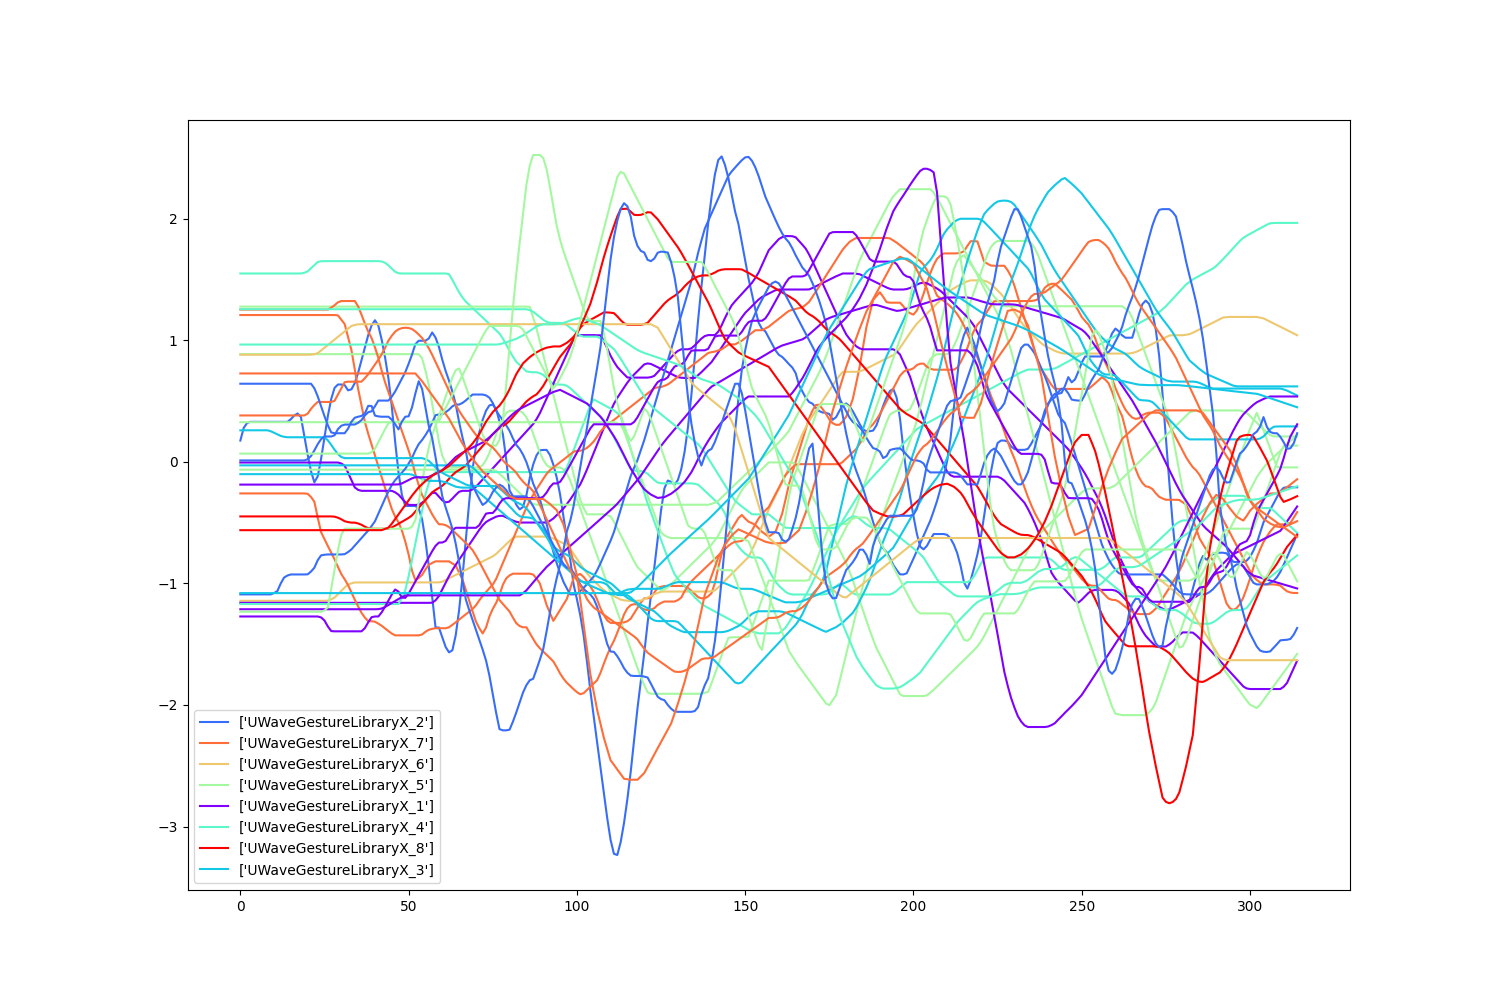 2
1
0
−1
−2
−3
0 50 100 150 200 250 300
['UWaveGestureLibraryX_2']
['UWaveGestureLibraryX_7']
['UWaveGestureLibraryX_6']
['UWaveGestureLibraryX_5']
['UWaveGestureLibraryX_1']
['UWaveGestureLibraryX_4']
['UWaveGestureLibraryX_8']
['UWaveGestureLibraryX_3']